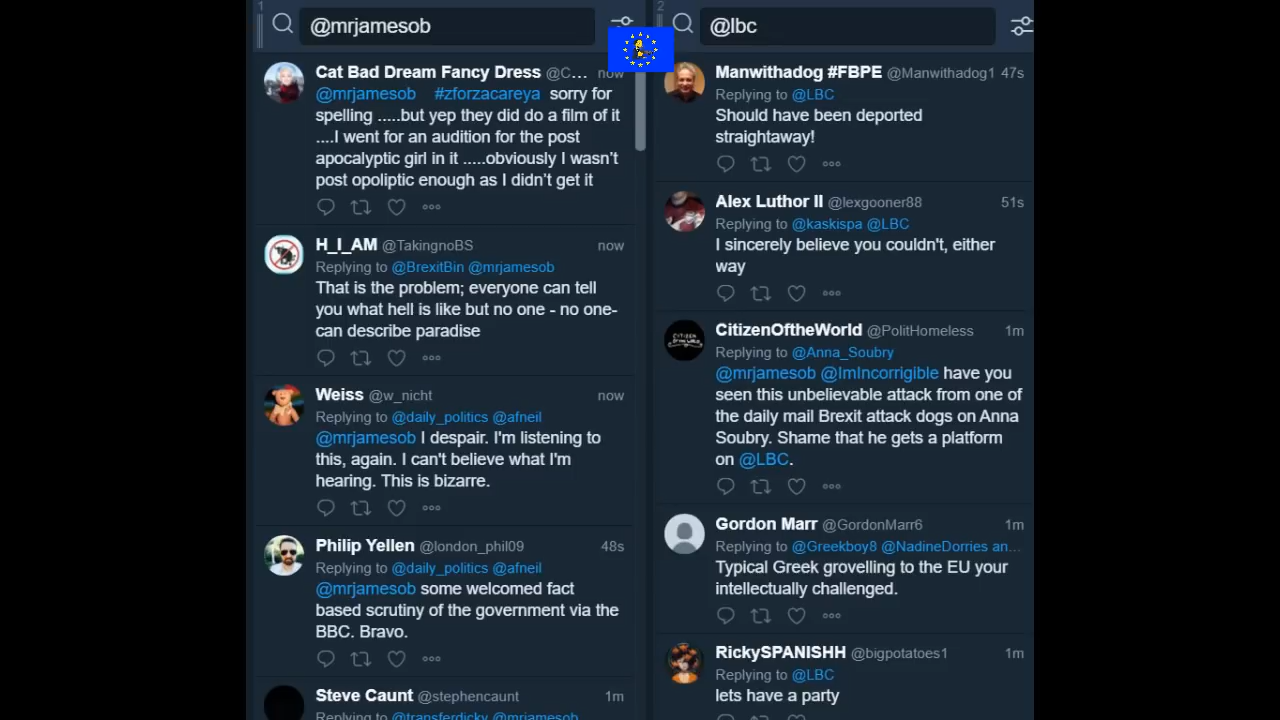 1
@mrjamesob
Cat Bad Dream Fancy Dress @C... now
@mrjamesob #zforzacareya sorry for
spelling .....but yep they did do a film of it
....I went for an audition for the post
apocalyptic girl in it .....obviously I wasn't
post opoliptic enough as I didn't get it
H_I_AM @TakingnoBS now
Replying to @BrexitBin @mrjamesob
That is the problem; everyone can tell
you what hell is like but no one - no one-
can describe paradise
Weiss @w_nicht now
Replying to @daily_politics @afneil
@mrjamesob I despair. I'm listening to
this, again. I can't believe what I'm
hearing. This is bizarre.
Philip Yellen @london_phil09 48s
Replying to @daily_politics @afneil
@mrjamesob some welcomed fact
based scrutiny of the government via the
BBC. Bravo.
Steve Caunt @stephencaunt 1m
Replying to @transferdicky @mrjamesob
2
@lbc
Manwithadog #FBPE @Manwithadog1 47s
Replying to @LBC
Should have been deported
straightaway!
Alex Luthor II @lexgooner88 51s
Replying to @kaskispa @LBC
I sincerely believe you couldn't, either
way
CitizenOftheWorld @PolitHomeless 1m
Replying to @Anna_Soubry
@mrjamesob @ImIncorrigible have you
seen this unbelievable attack from one of
the daily mail Brexit attack dogs on Anna
Soubry. Shame that he gets a platform
on @LBC.
Gordon Marr @GordonMarr6 1m
Replying to @Greekboy8 @NadineDorries an...
Typical Greek grovelling to the EU your
intellectually challenged.
RickySPANISHH @bigpotatoes1 1m
Replying to @LBC
lets have a party